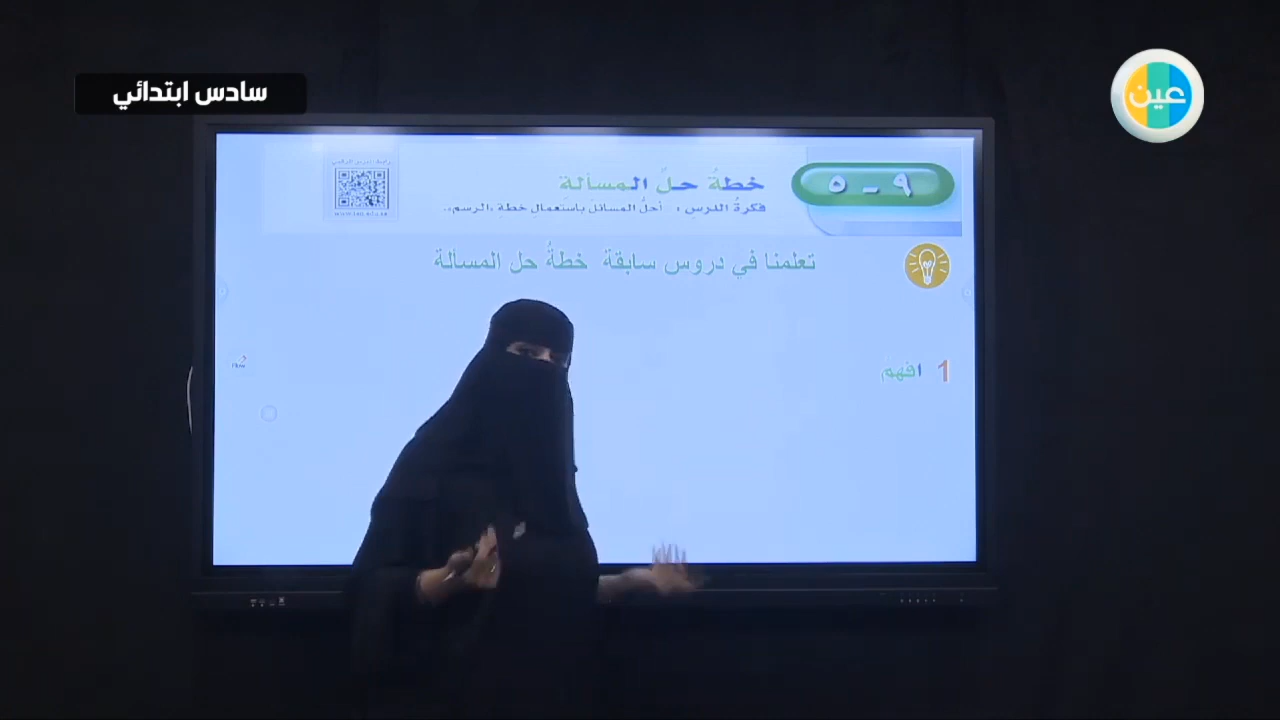 سادس ابتدائي
عين
٩ - ٥
خطةُ حلِّ المسألةِ
فكرةُ الدرسِ : أحلُّ المسائلَ باستعمال خطة «الرسم».
تعلمنا في دروس سابقة خطةُ حل المسألة
1 افهَم